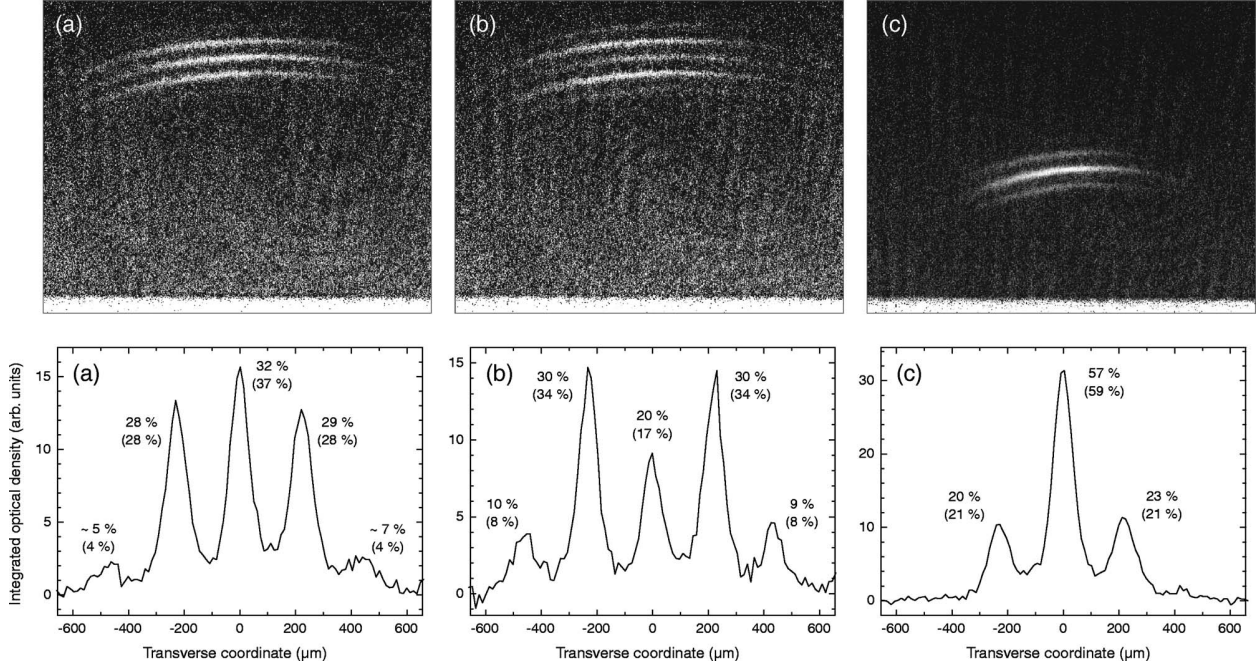 (a)
(b)
(c)
Integrated optical density (arb. units)
(a)
15
10
5
0
~ 5 %
(4 %)
28 %
(28 %)
32 %
(37 %)
29 %
(28 %)
~ 7 %
(4 %)
-600 -400 -200 0 200 400 600
Transverse coordinate (µm)
(b)
15
10
5
0
10 %
(8 %)
30 %
(34 %)
20 %
(17 %)
30 %
(34 %)
9 %
(8 %)
-600 -400 -200 0 200 400 600
Transverse coordinate (µm)
(c)
30
20
10
0
20 %
(21 %)
57 %
(59 %)
23 %
(21 %)
-600 -400 -200 0 200 400 600
Transverse coordinate (µm)